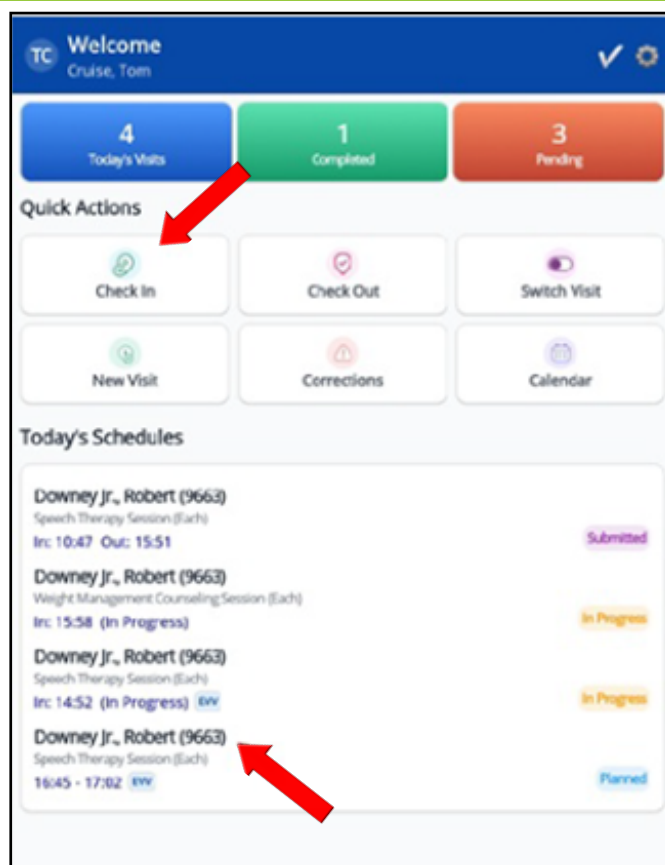 TC
Welcome
Cruise, Tom
4
Today's Visits
1
Completed
3
Pending
Quick Actions
Check In
Check Out
Switch Visit
New Visit
Corrections
Calendar
Today's Schedules
Downey Jr., Robert (9663)
Speech Therapy Session (Each)
In: 10:47 Out: 15:51
Submitted
Downey Jr., Robert (9663)
Weight Management Counseling Session (Each)
In: 15:58 (In Progress)
In Progress
Downey Jr., Robert (9663)
Speech Therapy Session (Each)
In: 14:52 (In Progress) EVV
In Progress
Downey Jr., Robert (9663)
Speech Therapy Session (Each)
16:45 - 17:02 EVV
Planned